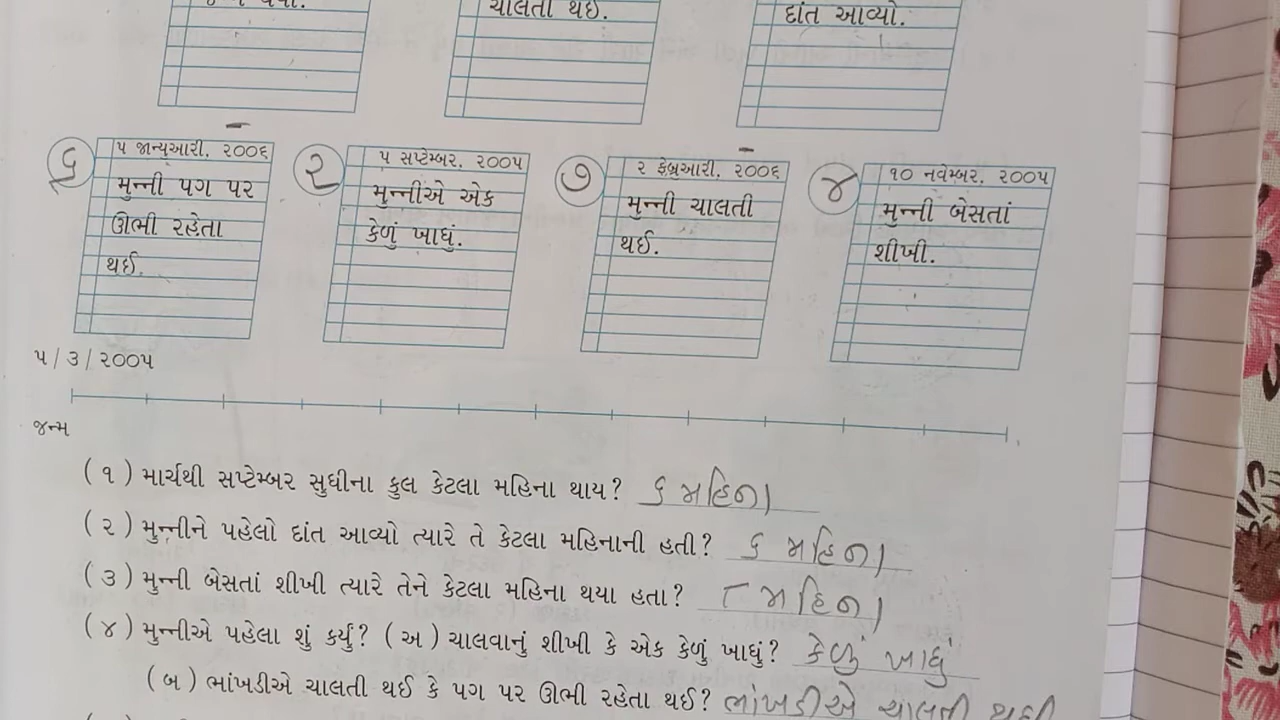 ચાલતી થઈ.
દાંત આવ્યો.
૬
૫ જાન્યુઆરી, ૨૦૦૬
મુન્ની પગ પર
ઊભી રહેતા
થઈ.
૨
૫ સપ્ટેમ્બર, ૨૦૦૫
મુન્નીએ એક
કેળું ખાધું.
૭
૨ ફેબ્રુઆરી, ૨૦૦૬
મુન્ની ચાલતી
થઈ.
૪
૧૦ નવેમ્બર, ૨૦૦૫
મુન્ની બેસતાં
શીખી.
૫ / ૩ / ૨૦૦૫
જન્મ
(૧) માર્ચથી સપ્ટેમ્બર સુધીના કુલ કેટલા મહિના થાય? ૬ મહિના
(૨) મુન્નીને પહેલો દાંત આવ્યો ત્યારે તે કેટલા મહિનાની હતી? ૬ મહિના
(૩) મુન્ની બેસતાં શીખી ત્યારે તેને કેટલા મહિના થયા હતા? ૮ મહિના
(૪) મુન્નીએ પહેલા શું કર્યું? (અ) ચાલવાનું શીખી કે એક કેળું ખાધું? કેળું ખાધું
(બ) ભાંખડીએ ચાલતી થઈ કે પગ પર ઊભી રહેતા થઈ? ભાંખડીએ ચાલતી થઈ